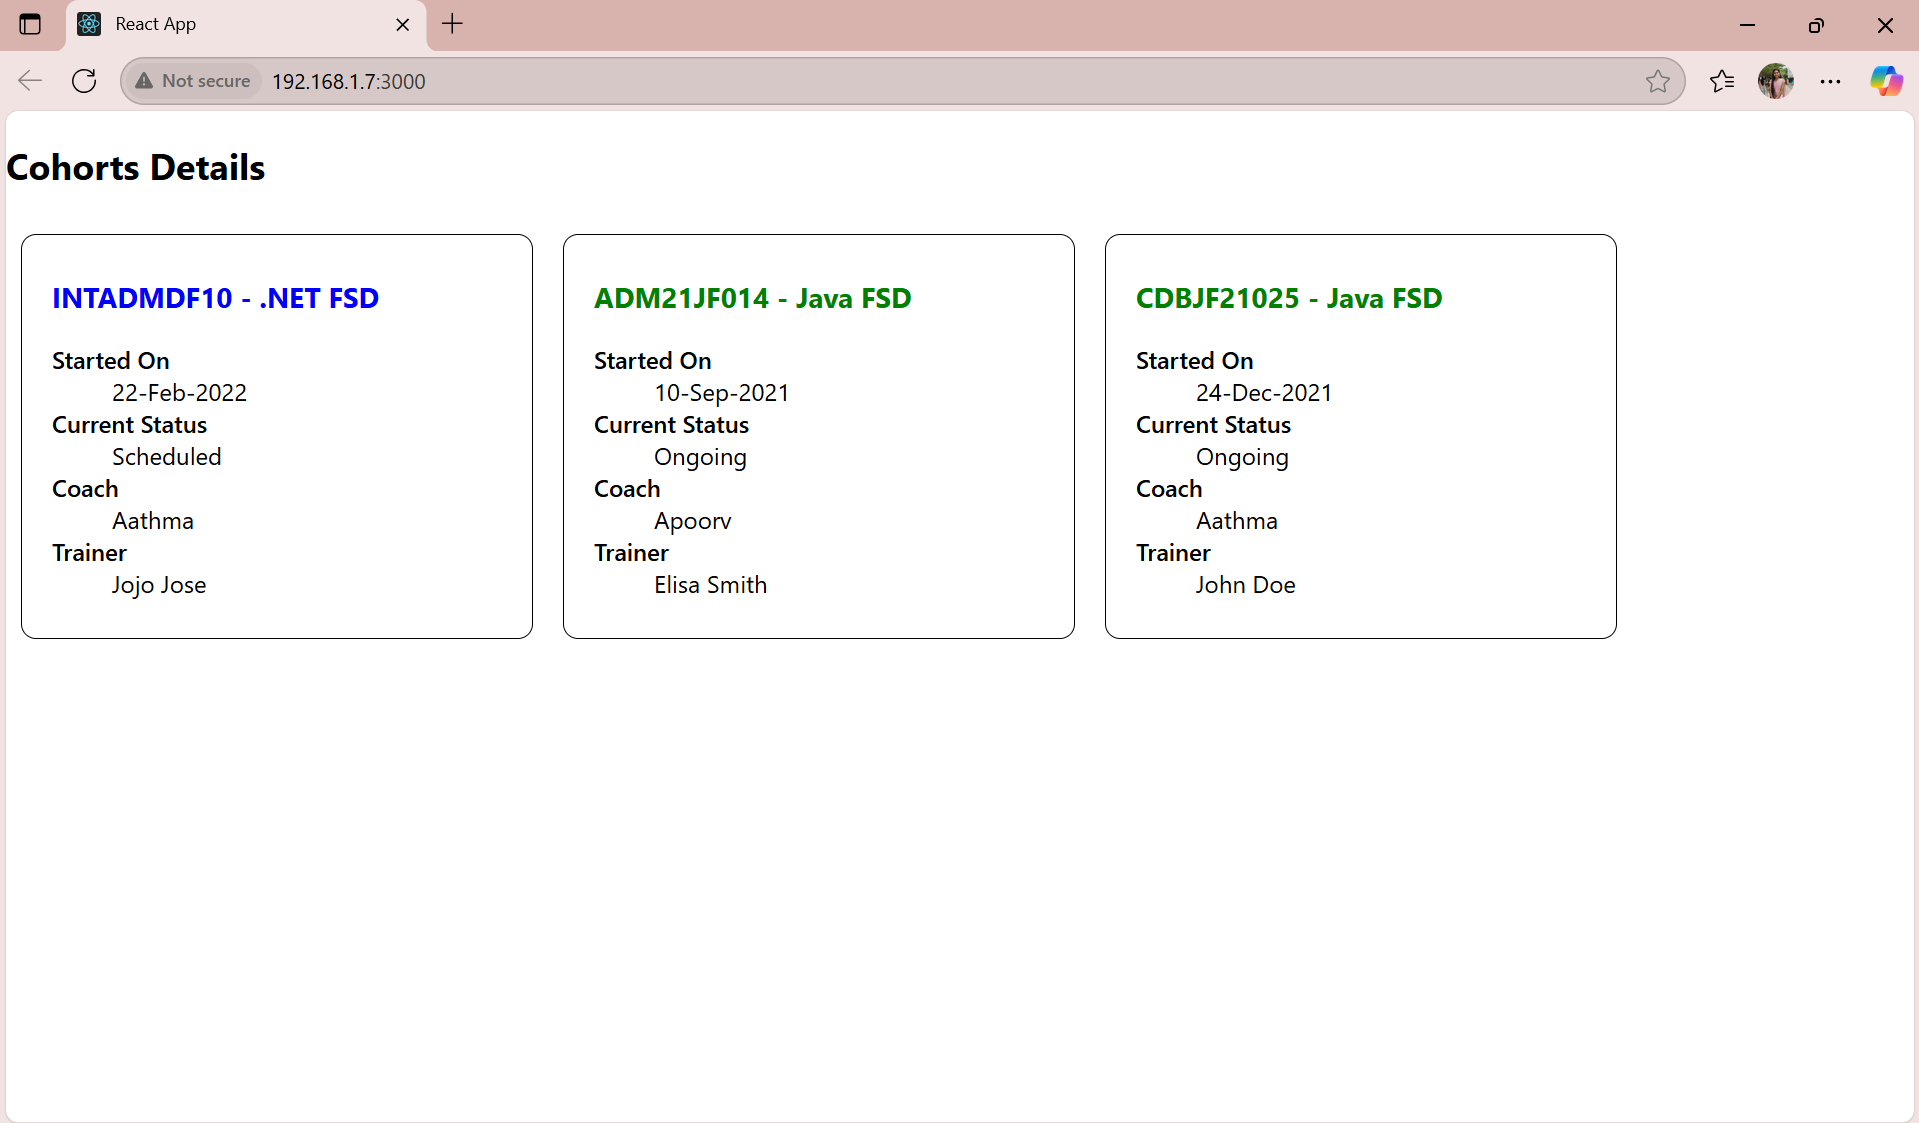 React App
Not secure 192.168.1.7:3000
Cohorts Details
INTADMDF10 - .NET FSD
Started On
22-Feb-2022
Current Status
Scheduled
Coach
Aathma
Trainer
Jojo Jose
ADM21JF014 - Java FSD
Started On
10-Sep-2021
Current Status
Ongoing
Coach
Apoorv
Trainer
Elisa Smith
CDBJF21025 - Java FSD
Started On
24-Dec-2021
Current Status
Ongoing
Coach
Aathma
Trainer
John Doe